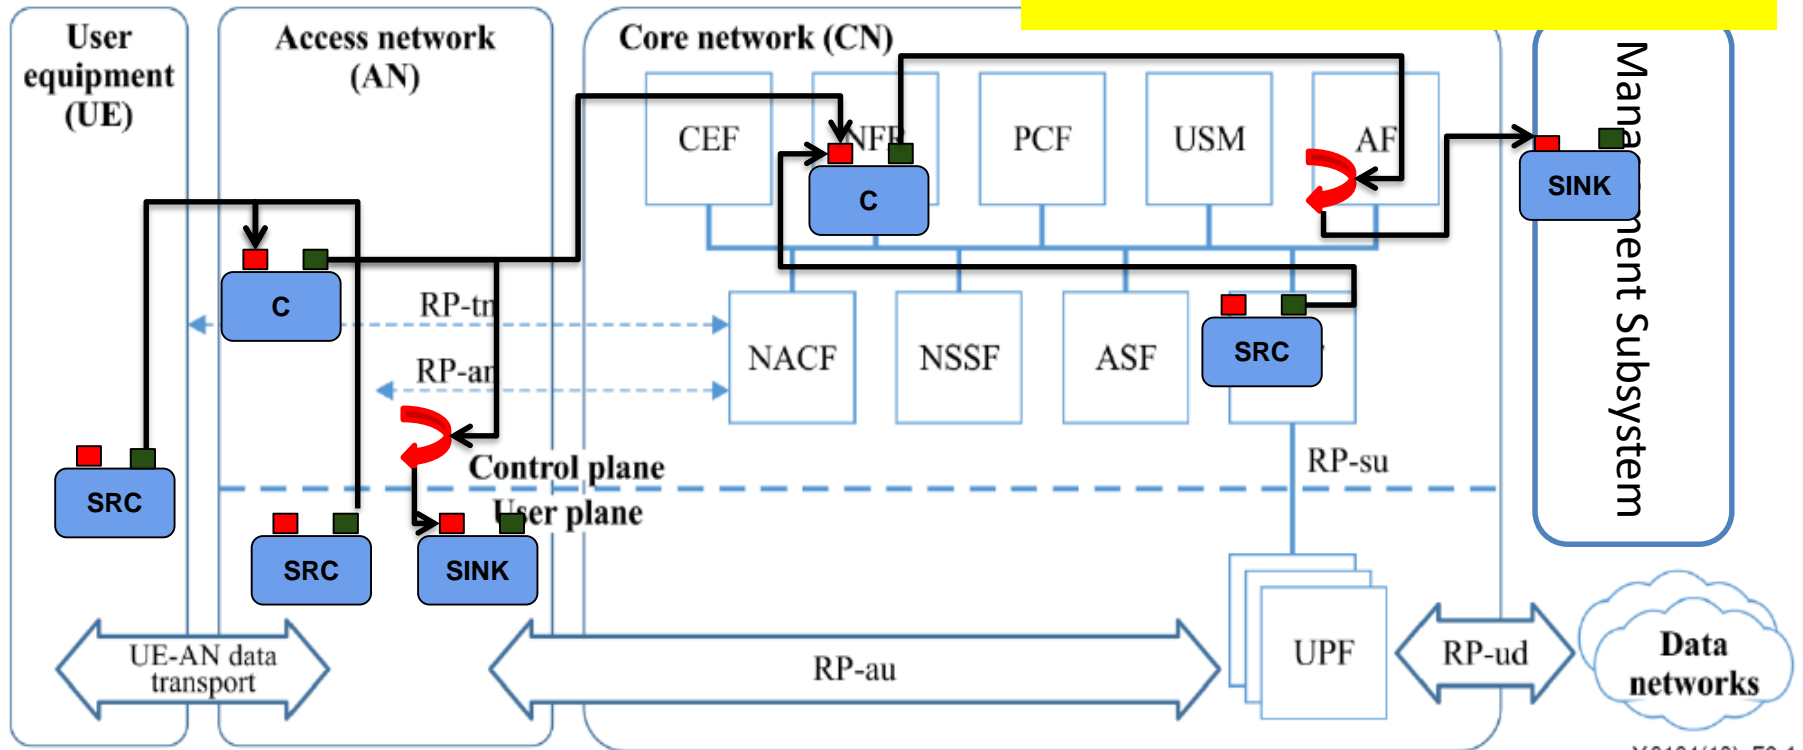 User
equipment
(UE)
Access network
(AN)
Core network (CN)
CEF
PCF
USM
AF
C
SINK
C
RP-tn
RP-an
NACF
NSSF
ASF
SRC
Subsystem
Control plane
User plane
RP-su
SRC
SRC
SINK
UE-AN data
transport
RP-au
UPF
RP-ud
Data
networks